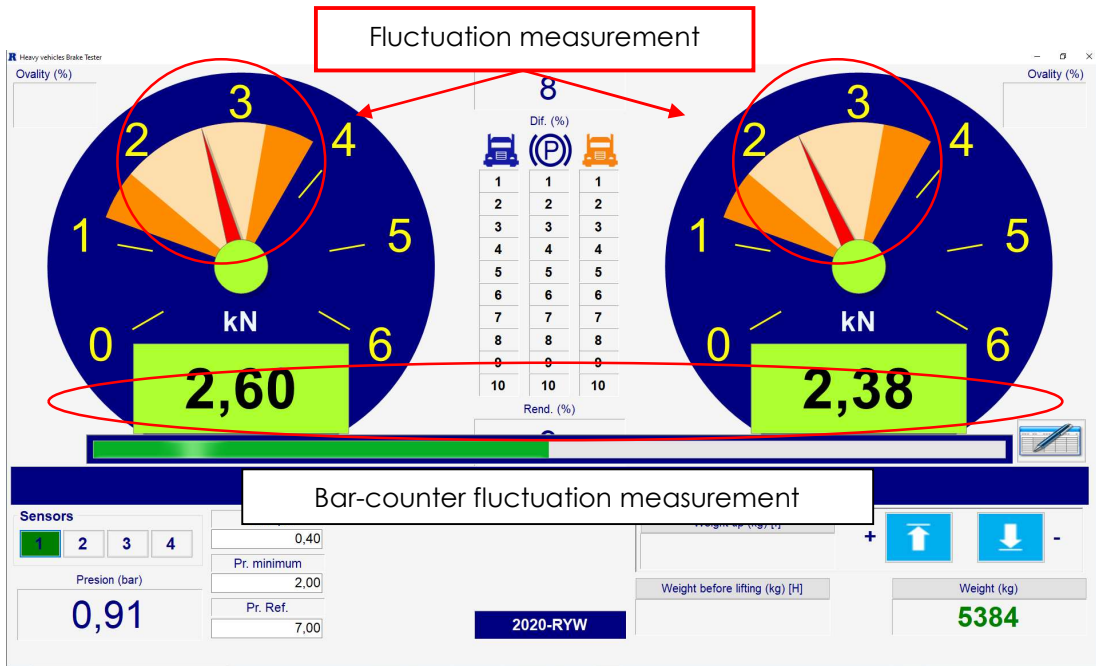 Fluctuation measurement
R Heavy vehicles Brake Tester
Ovality (%)
Ovality (%)
8
Dif. (%)
(P)
0 1 2 3 4 5 6
kN
2,60
1 1 1
2 2 2
3 3 3
4 4 4
5 5 5
6 6 6
7 7 7
8 8 8
9 9 9
10 10 10
Rend. (%)
0 1 2 3 4 5 6
kN
2,38
Bar-counter fluctuation measurement
Sensors
1 2 3 4
Presion (bar)
0,91
0,40
Pr. minimum
2,00
Pr. Ref.
7,00
2020-RYW
+
-
Weight before lifting (kg) [H]
Weight (kg)
5384